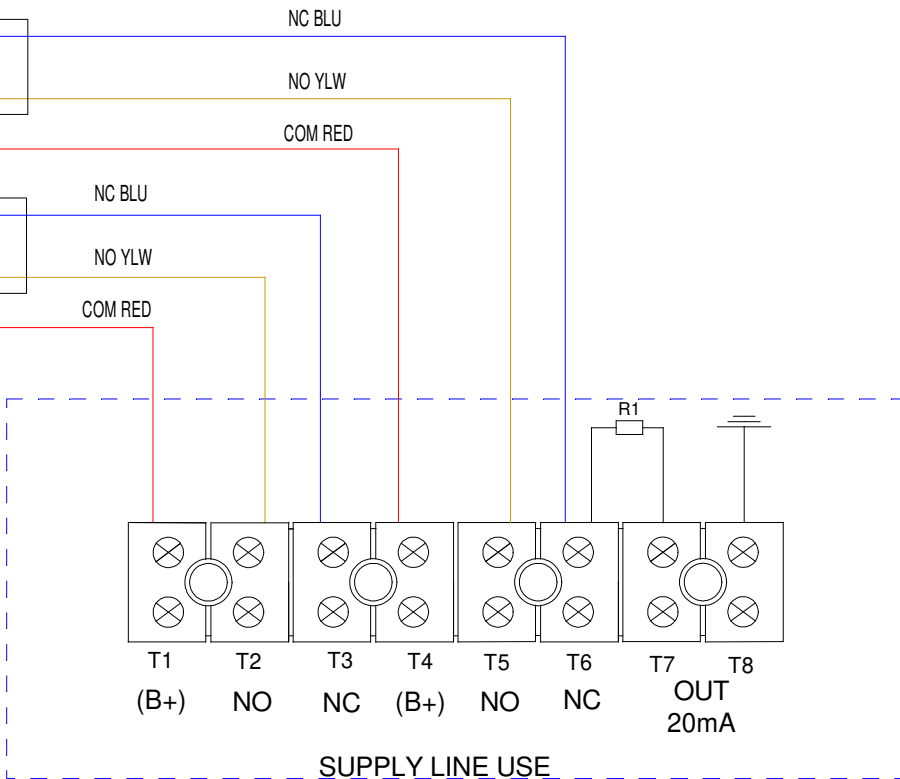 NC BLU
NO YLW
COM RED
NC BLU
NO YLW
COM RED
R1
T1 T2 T3 T4 T5 T6 T7 T8
(B+) NO NC (B+) NO NC OUT
20mA
SUPPLY LINE USE